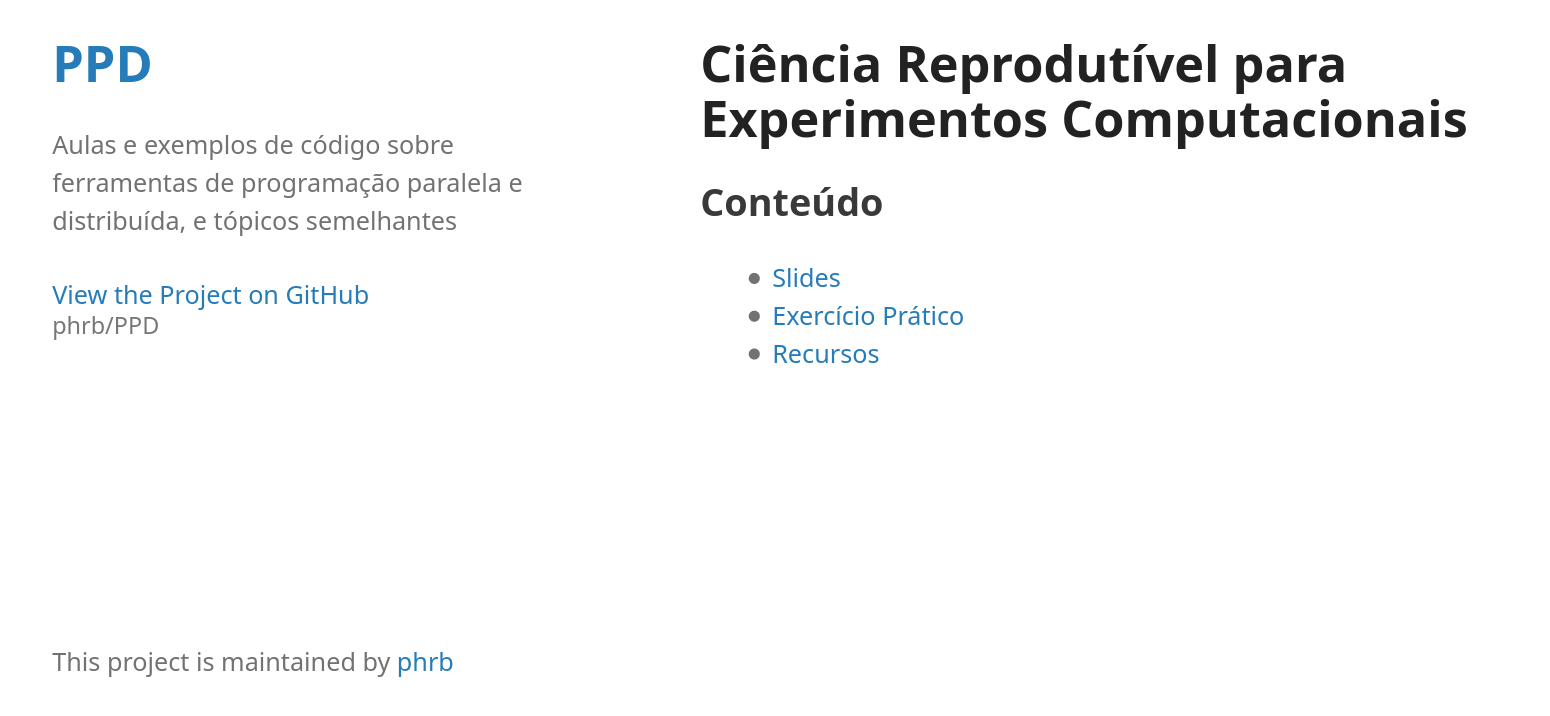 PPD
Aulas e exemplos de código sobre
ferramentas de programação paralela e
distribuída, e tópicos semelhantes
View the Project on GitHub
phrb/PPD
This project is maintained by phrb
Ciência Reprodutível para
Experimentos Computacionais
Conteúdo
Slides
Exercício Prático
Recursos